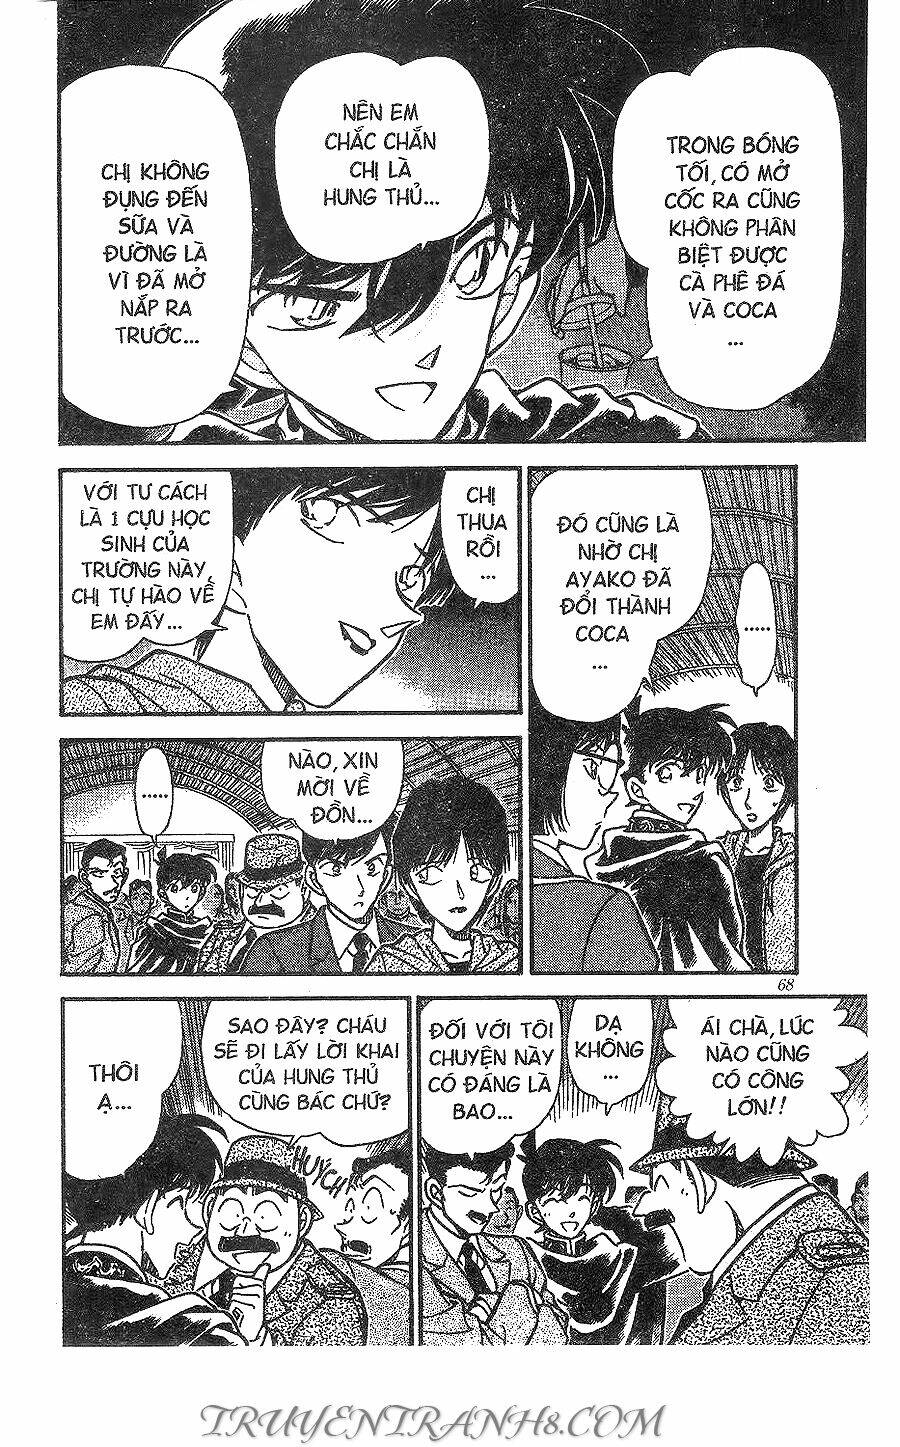 TRONG BÓNG
TỐI, CÓ MỞ
CỐC RA CŨNG
KHÔNG PHÂN
BIỆT ĐƯỢC
CÀ PHÊ ĐÁ
VÀ COCA
...
NÊN EM
CHẮC CHẮN
CHỊ LÀ
HUNG THỦ...
CHỊ KHÔNG
ĐỤNG ĐẾN
SỮA VÀ
ĐƯỜNG LÀ
VÌ ĐÃ MỞ
NẮP RA
TRƯỚC...
......
ĐÓ CŨNG LÀ
NHỜ CHỊ
AYAKO ĐÃ
ĐỔI THÀNH
COCA
...
CHỊ
THUA
RỒI
...
VỚI TƯ CÁCH
LÀ 1 CỰU HỌC
SINH CỦA
TRƯỜNG NÀY,
CHỊ TỰ HÀO VỀ
EM ĐẤY...
NÀO, XIN
MỜI VỀ
ĐỒN...
.....
68
ÁI CHÀ, LÚC
NÀO CŨNG
CÓ CÔNG
LỚN!!
DẠ
KHÔNG
...
ĐỐI VỚI TÔI
CHUYỆN NÀY
CÓ ĐÁNG LÀ
BAO...
SAO ĐÂY? CHÁU
SẼ ĐI LẤY LỜI KHAI
CỦA HUNG THỦ
CÙNG BÁC CHỨ?
HUÝCH
THÔI
Ạ...
TRUYENTRANH8.COM